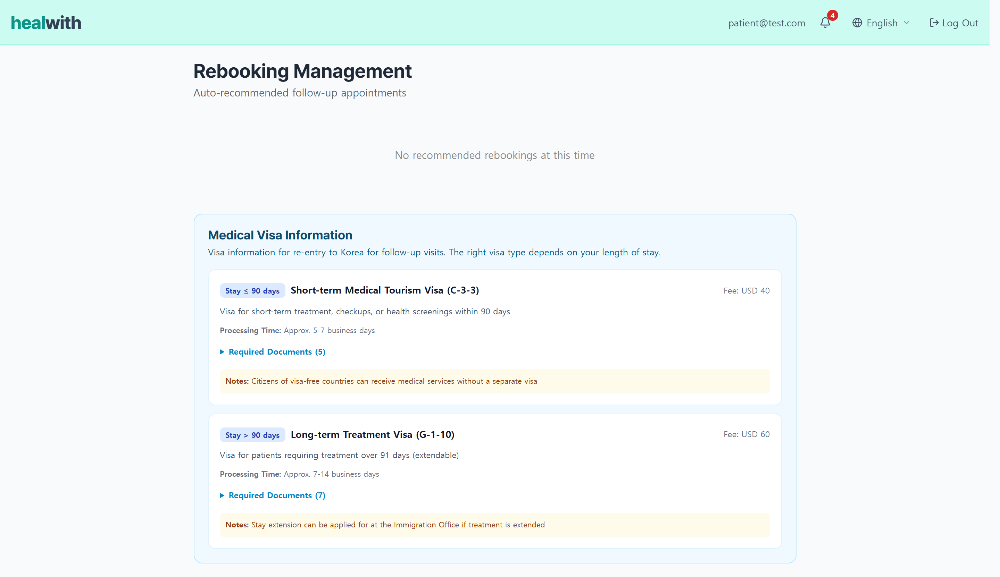 healwith
patient@test.com
4
English
Log Out
Rebooking Management
Auto-recommended follow-up appointments
No recommended rebookings at this time
Medical Visa Information
Visa information for re-entry to Korea for follow-up visits. The right visa type depends on your length of stay.
Stay ≤ 90 days Short-term Medical Tourism Visa (C-3-3) Fee: USD 40
Visa for short-term treatment, checkups, or health screenings within 90 days
Processing Time: Approx. 5-7 business days
Required Documents (5)
Notes: Citizens of visa-free countries can receive medical services without a separate visa
Stay > 90 days Long-term Treatment Visa (G-1-10) Fee: USD 60
Visa for patients requiring treatment over 91 days (extendable)
Processing Time: Approx. 7-14 business days
Required Documents (7)
Notes: Stay extension can be applied for at the Immigration Office if treatment is extended